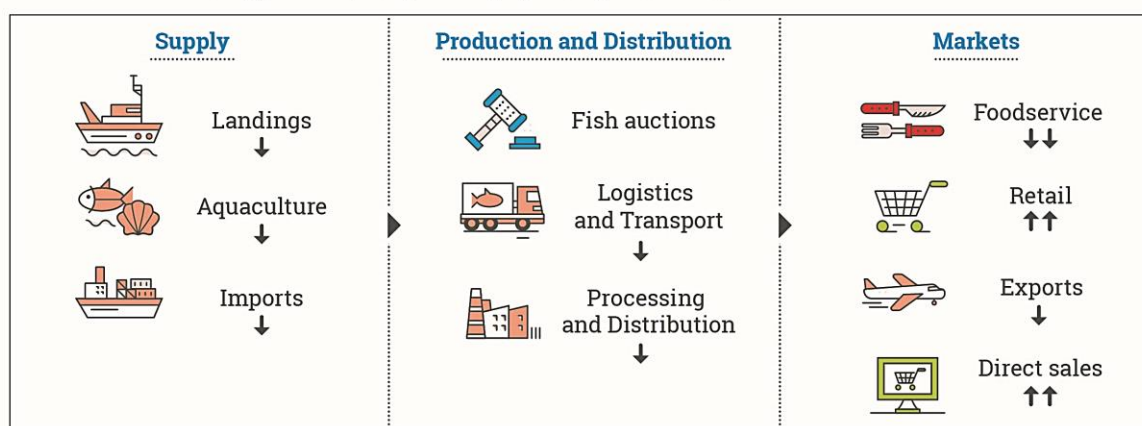 Supply
Landings
Aquaculture
Imports
Production and Distribution
Fish auctions
Logistics
and Transport
Processing
and Distribution
Markets
Foodservice
Retail
Exports
Direct sales